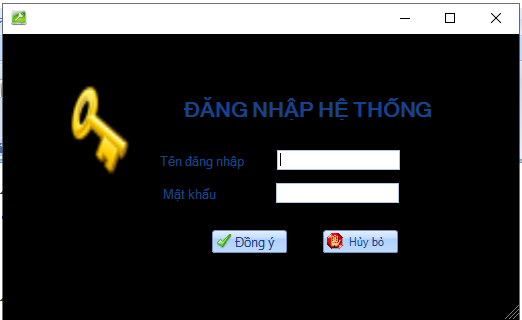 ĐĂNG NHẬP HỆ THỐNG
Tên đăng nhập
Mật khẩu
Đồng ý
Hủy bỏ